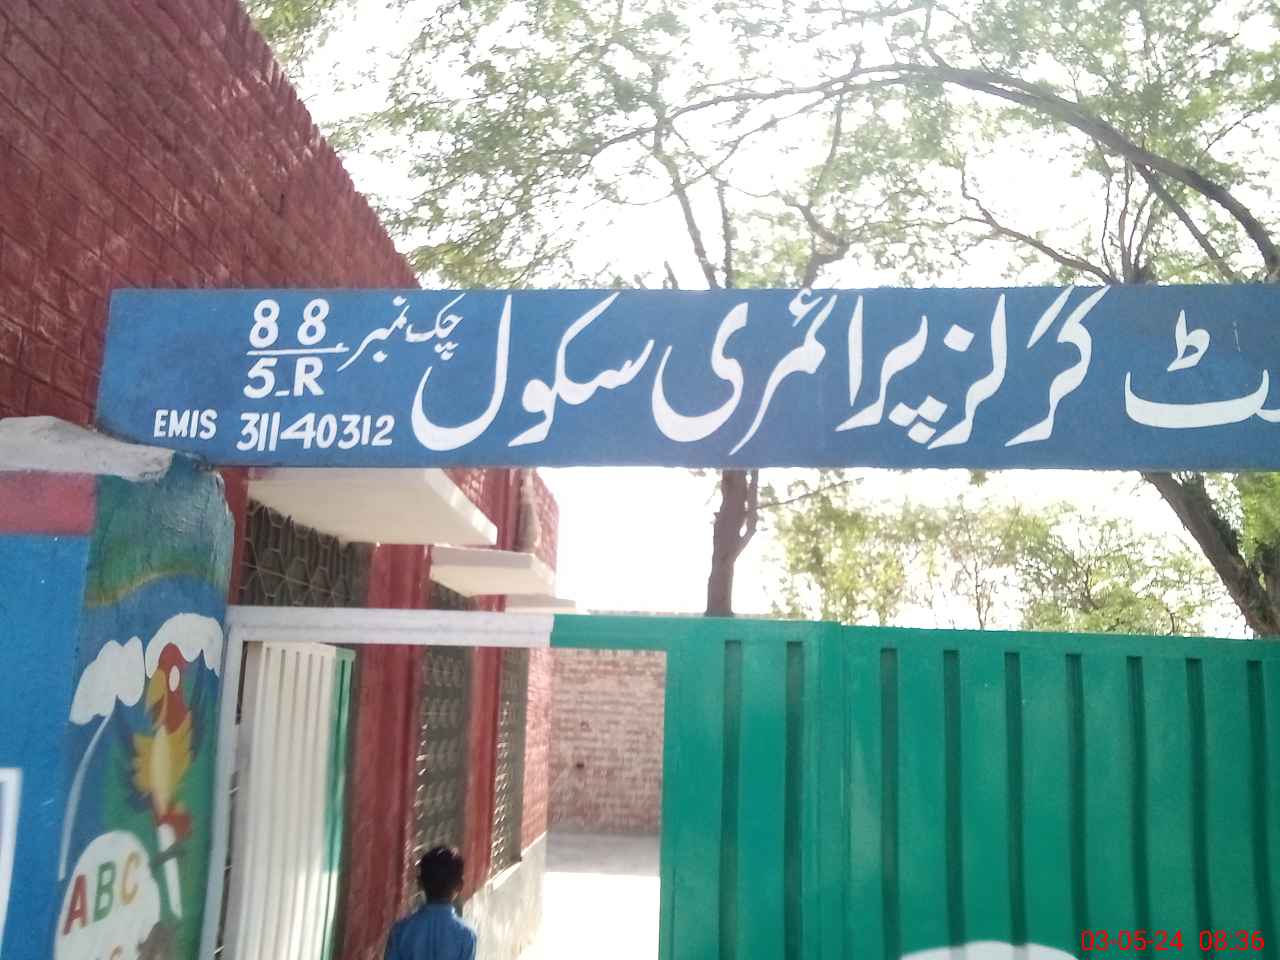 گرلز پرائمری سکول چک نمبر 88
5-R
EMIS 31140312
ABC
03-05-24 08:36